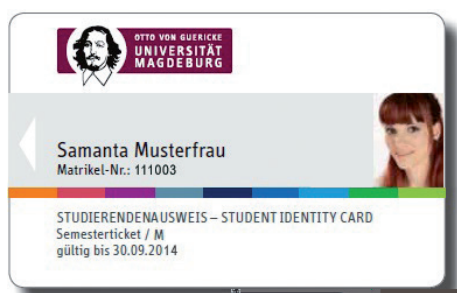 OTTO VON GUERICKE
UNIVERSITÄT
MAGDEBURG
Samanta Musterfrau
Matrikel-Nr.: 111003
STUDIERENDENAUSWEIS – STUDENT IDENTITY CARD
Semesterticket / M
gültig bis 30.09.2014